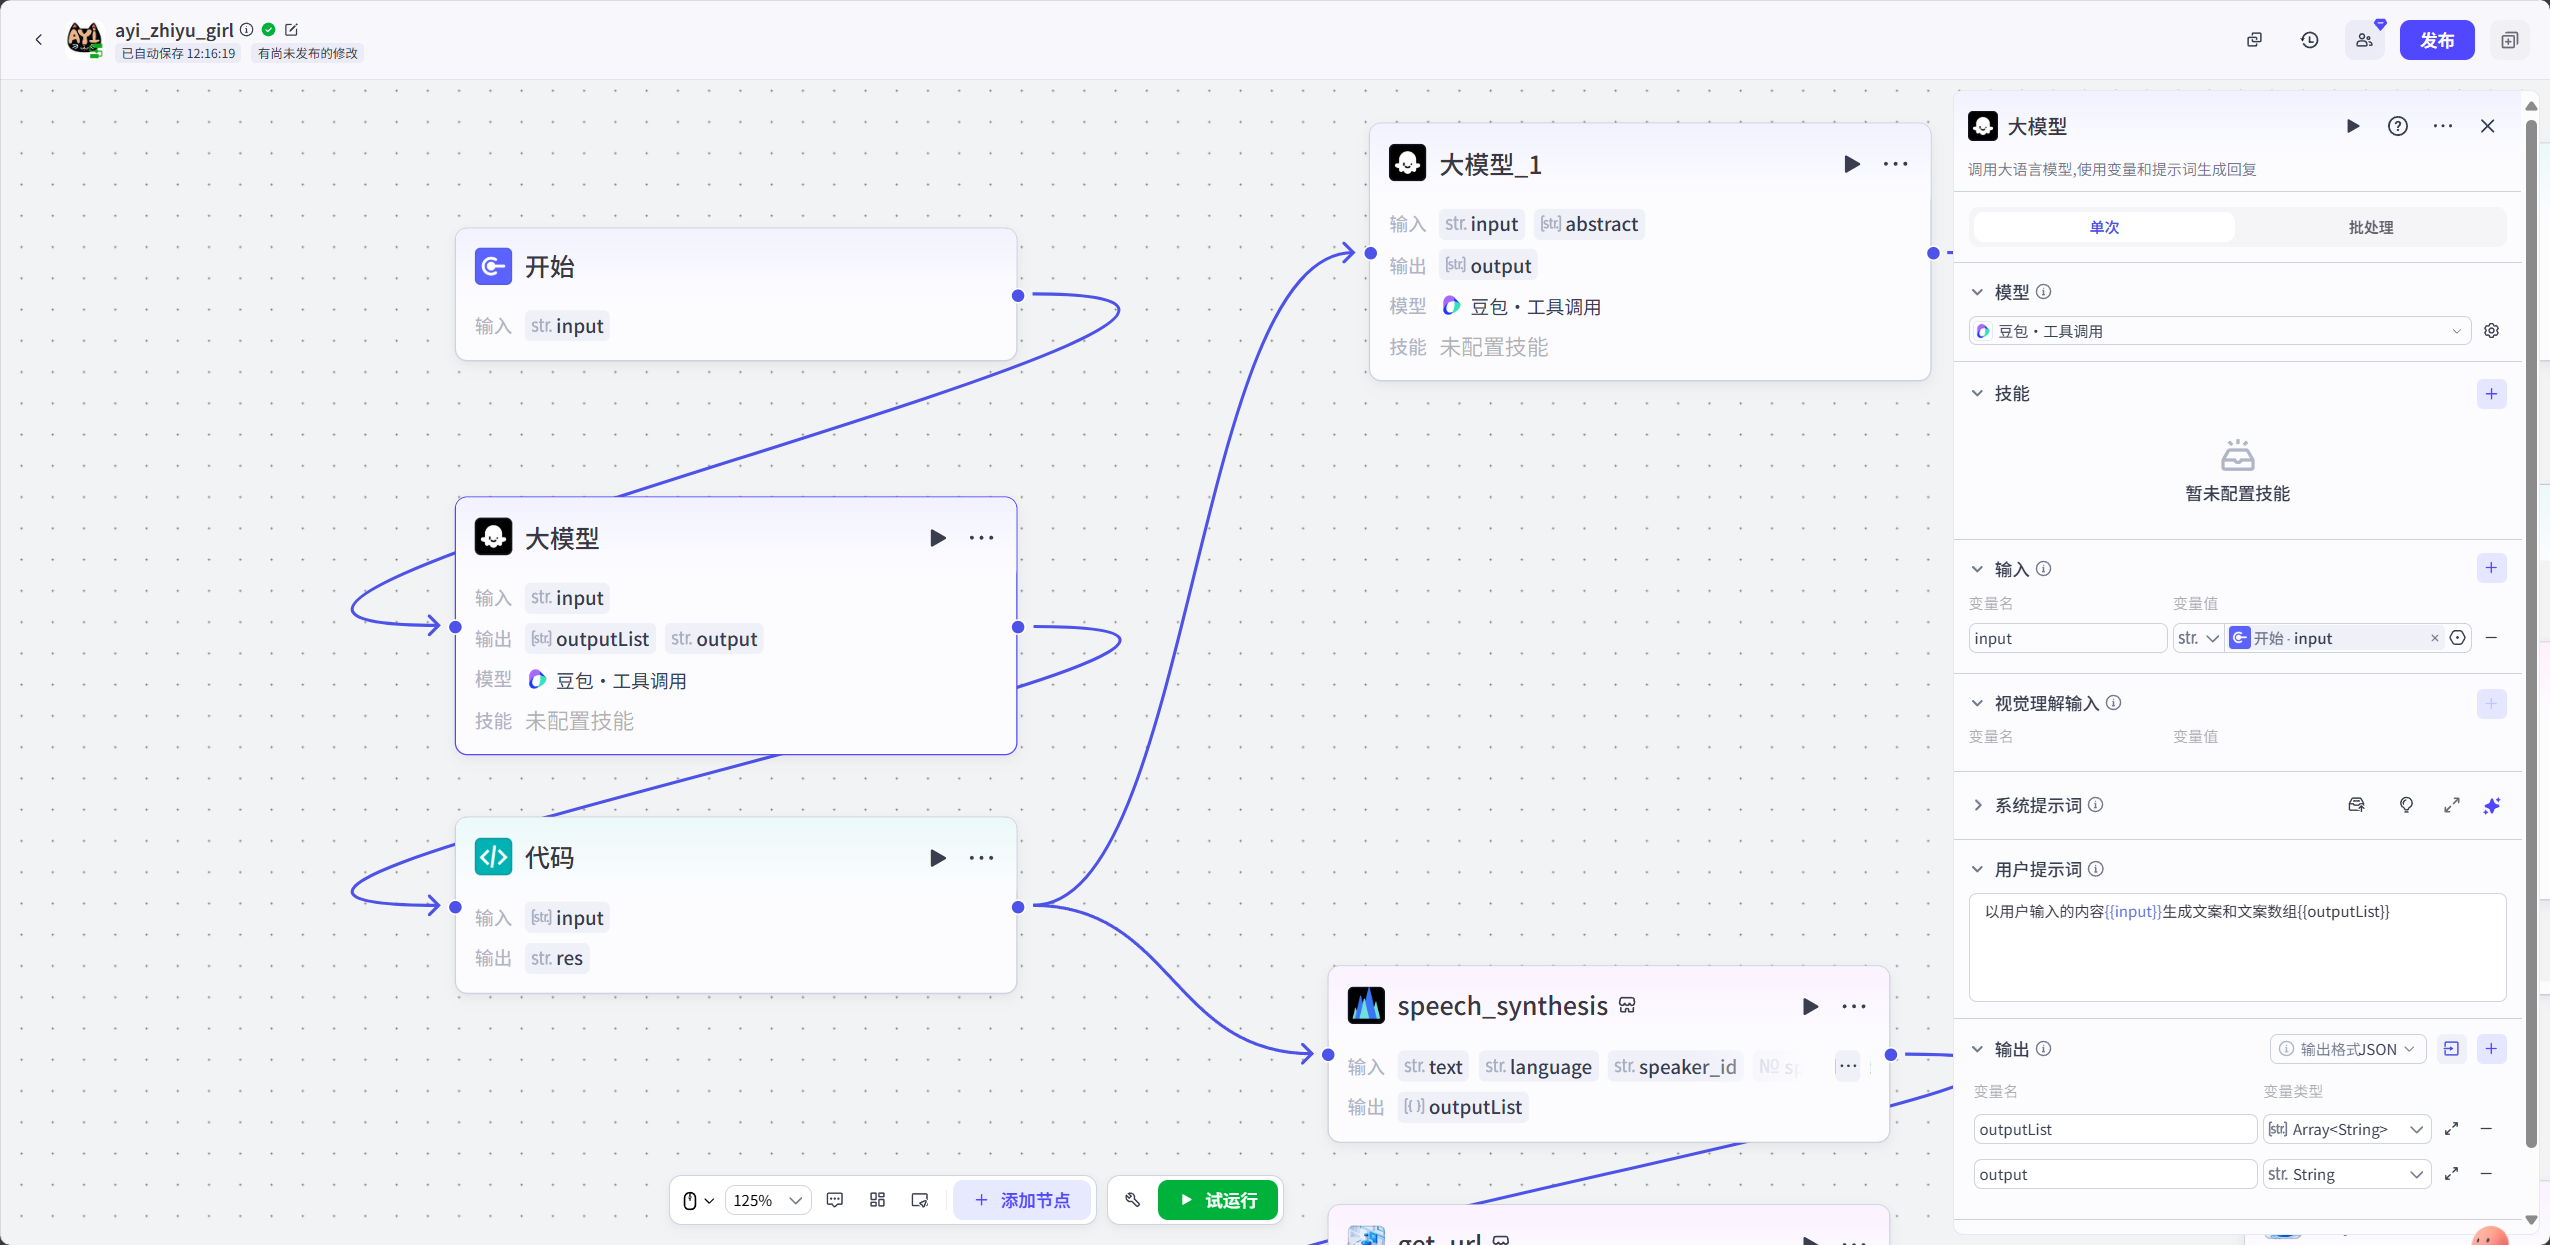 ayi_zhiyu_girl
已自动保存 12:16:19 有尚未发布的修改
发布
开始
输入 str. input
大模型
输入 str. input
输出 [str] outputList str. output
模型 豆包·工具调用
技能 未配置技能
代码
输入 [str] input
输出 str. res
大模型_1
输入 str. input [str] abstract
输出 [str] output
模型 豆包·工具调用
技能 未配置技能
speech_synthesis
输入 str. text str. language str. speaker_id № sp ...
输出 [{}] outputList
get_url
125%
+ 添加节点
试运行
大模型
调用大语言模型,使用变量和提示词生成回复
单次 批处理
模型
豆包·工具调用
技能
暂未配置技能
输入
变量名 变量值
input str. 开始 - input
视觉理解输入
变量名 变量值
系统提示词
用户提示词
以用户输入的内容{{input}}生成文案和文案数组{{outputList}}
输出 输出格式JSON
变量名 变量类型
outputList [str] Array<String>
output str. String